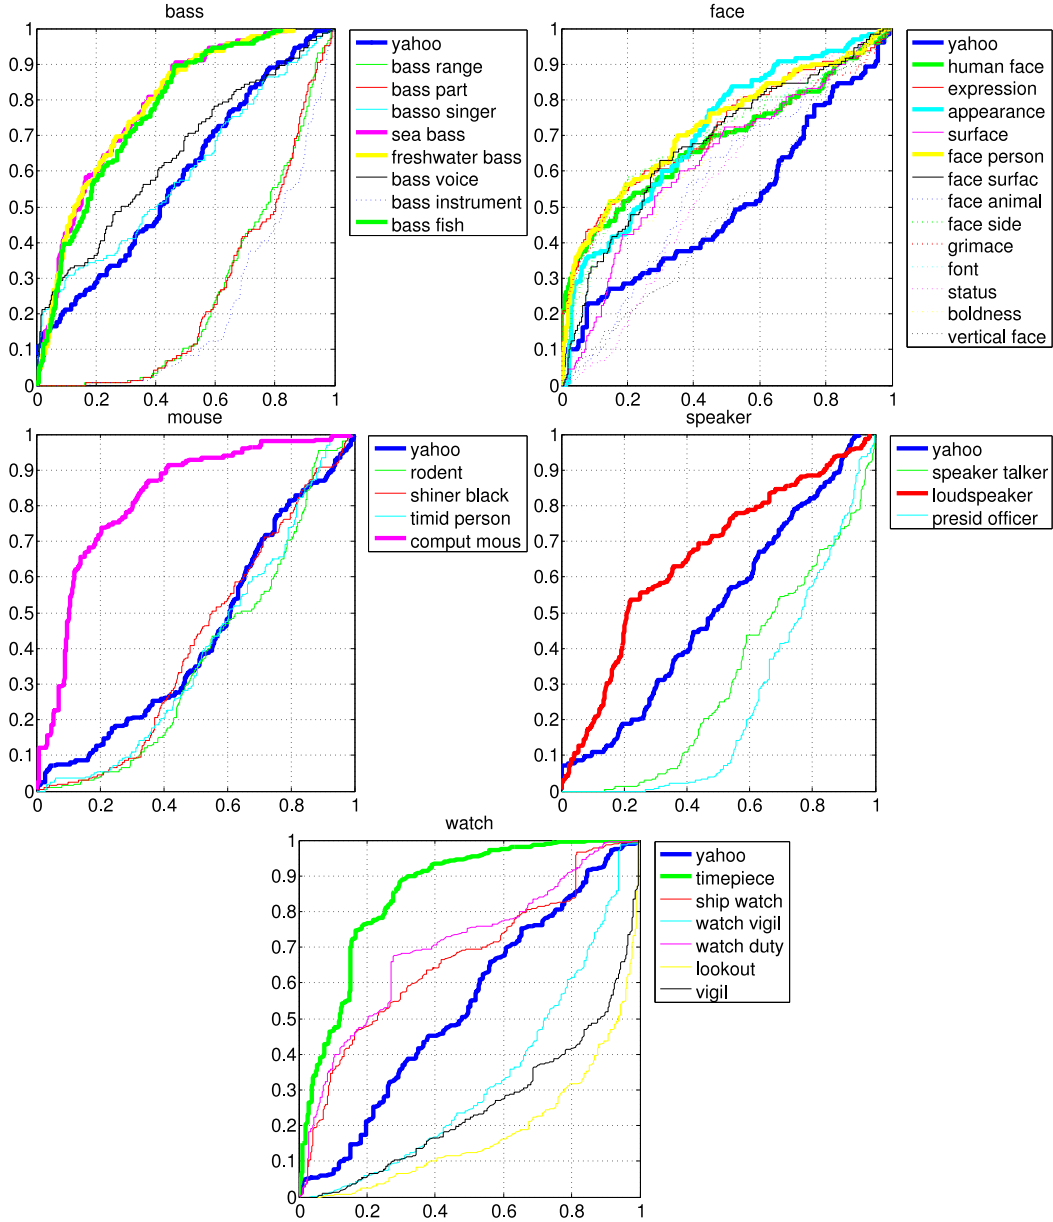 bass
1
0.9
0.8
0.7
0.6
0.5
0.4
0.3
0.2
0.1
0
0 0.2 0.4 0.6 0.8 1
yahoo
bass range
bass part
basso singer
sea bass
freshwater bass
bass voice
bass instrument
bass fish
face
1
0.9
0.8
0.7
0.6
0.5
0.4
0.3
0.2
0.1
0
0 0.2 0.4 0.6 0.8 1
yahoo
human face
expression
appearance
surface
face person
face surfac
face animal
face side
grimace
font
status
boldness
vertical face
mouse
1
0.9
0.8
0.7
0.6
0.5
0.4
0.3
0.2
0.1
0
0 0.2 0.4 0.6 0.8 1
yahoo
rodent
shiner black
timid person
comput mous
speaker
1
0.9
0.8
0.7
0.6
0.5
0.4
0.3
0.2
0.1
0
0 0.2 0.4 0.6 0.8 1
yahoo
speaker talker
loudspeaker
presid officer
watch
1
0.9
0.8
0.7
0.6
0.5
0.4
0.3
0.2
0.1
0
0 0.2 0.4 0.6 0.8 1
yahoo
timepiece
ship watch
watch vigil
watch duty
lookout
vigil